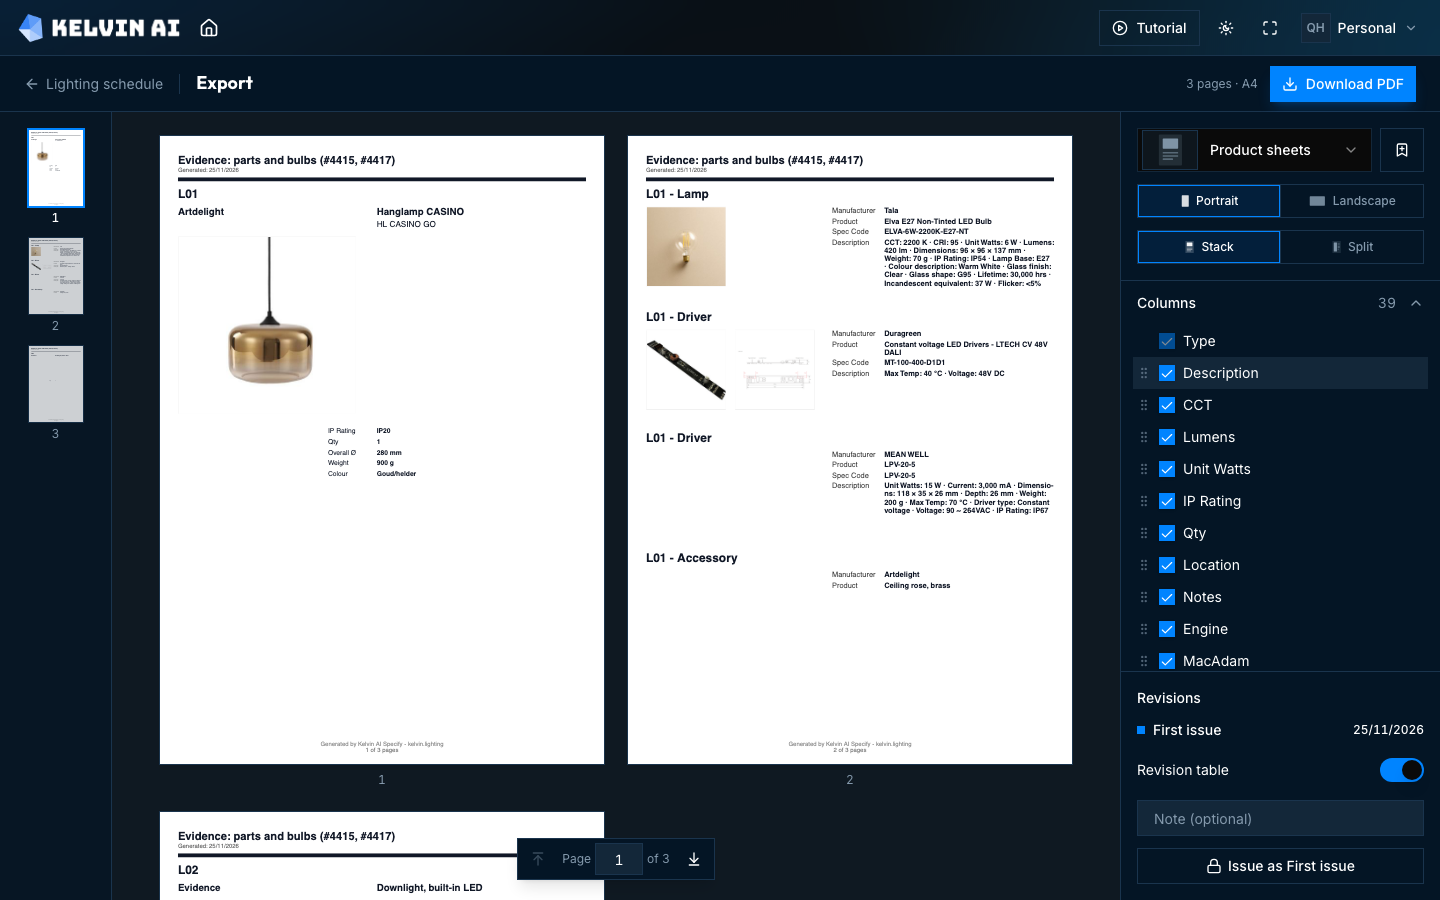 KELVIN AI
Tutorial
QH
Personal
Lighting schedule
Export
3 pages · A4
Download PDF
1
2
3
Evidence: parts and bulbs (#4415, #4417)
Generated: 25/11/2026
L01
Artdelight
Hanglamp CASINO
HL CASINO GO
IP Rating IP20
Qty 1
Overall Ø 280 mm
Weight 900 g
Colour Goud/helder
Generated by Kelvin AI Specify - kelvin.lighting
1 of 3 pages
1
Evidence: parts and bulbs (#4415, #4417)
Generated: 25/11/2026
L01 - Lamp
Manufacturer Tala
Product Elva E27 Non-Tinted LED Bulb
Spec Code ELVA-6W-2200K-E27-NT
Description CCT: 2200 K · CRI: 95 · Unit Watts: 6 W · Lumens:
420 lm · Dimensions: 96 × 96 × 137 mm ·
Weight: 70 g · IP Rating: IP54 · Lamp Base: E27
· Colour description: Warm White · Glass finish:
Clear · Glass shape: G95 · Lifetime: 30,000 hrs ·
Incandescent equivalent: 37 W · Flicker: <5%
L01 - Driver
Manufacturer Duragreen
Product Constant voltage LED Drivers - LTECH CV 48V
DALI
Spec Code MT-100-400-D1D1
Description Max Temp: 40 °C · Voltage: 48V DC
L01 - Driver
Manufacturer MEAN WELL
Product LPV-20-5
Spec Code LPV-20-5
Description Unit Watts: 15 W · Current: 3,000 mA · Dimensio-
ns: 118 × 35 × 26 mm · Depth: 26 mm · Weight:
200 g · Max Temp: 70 °C · Driver type: Constant
voltage · Voltage: 90 ~ 264VAC · IP Rating: IP67
L01 - Accessory
Manufacturer Artdelight
Product Ceiling rose, brass
Generated by Kelvin AI Specify - kelvin.lighting
2 of 3 pages
2
Evidence: parts and bulbs (#4415, #4417)
Generated: 25/11/2026
L02
Evidence
Downlight, built-in LED
Page 1 of 3
Product sheets
Portrait
Landscape
Stack
Split
Columns
39
Type
Description
CCT
Lumens
Unit Watts
IP Rating
Qty
Location
Notes
Engine
MacAdam
Revisions
First issue
25/11/2026
Revision table
Note (optional)
Issue as First issue